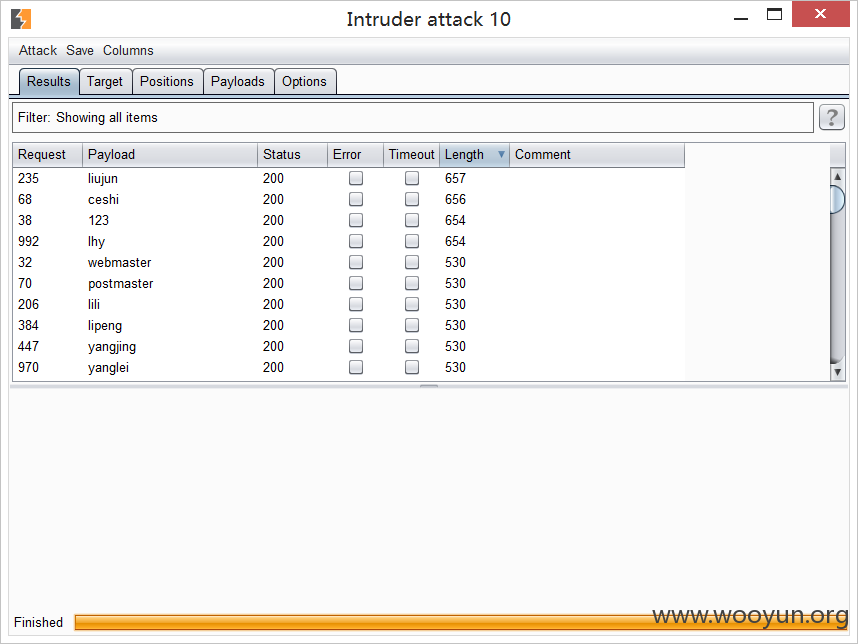 Intruder attack 10
Attack Save Columns
Results Target Positions Payloads Options
Filter: Showing all items
?
Request Payload Status Error Timeout Length Comment
235 liujun 200 657
68 ceshi 200 656
38 123 200 654
992 lhy 200 654
32 webmaster 200 530
70 postmaster 200 530
206 lili 200 530
384 lipeng 200 530
447 yangjing 200 530
970 yanglei 200 530
Finished
www.wooyun.org